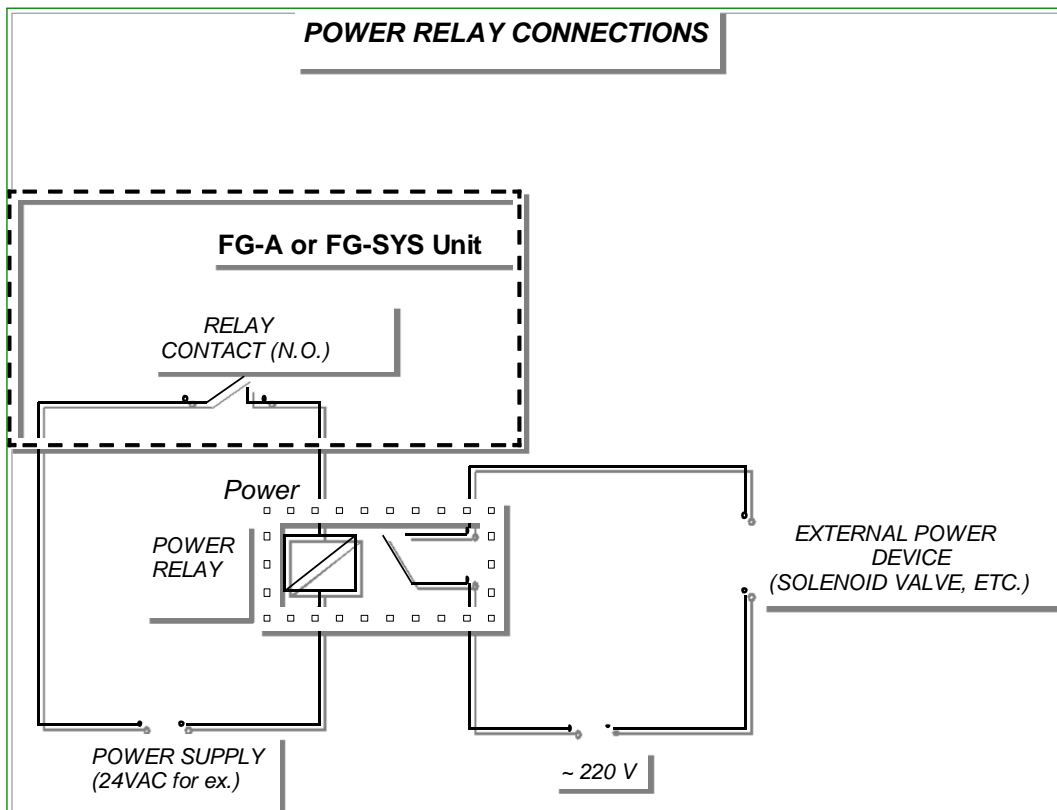 POWER RELAY CONNECTIONS
FG-A or FG-SYS Unit
RELAY
CONTACT (N.O.)
Power
POWER
RELAY
EXTERNAL POWER
DEVICE
(SOLENOID VALVE, ETC.)
POWER SUPPLY
(24VAC for ex.)
~ 220 V